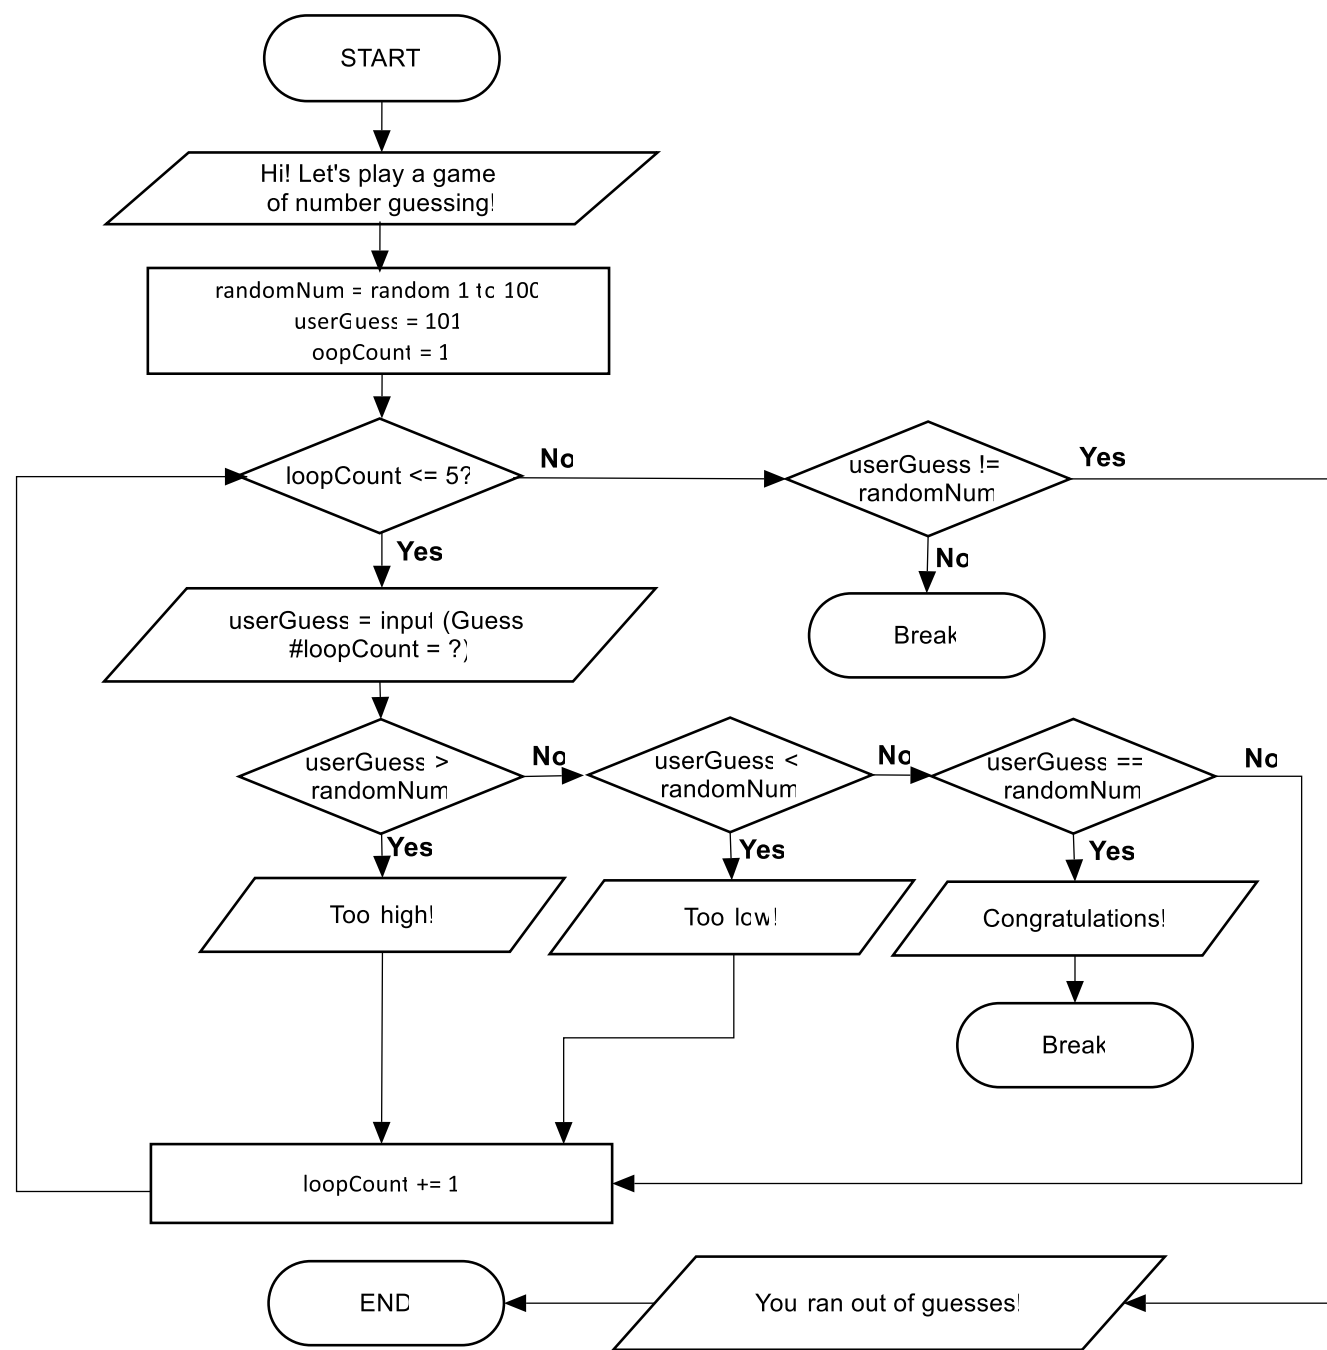 START
Hi! Let's play a game
of number guessing!
randomNum = random 1 to 100
userGuess = 101
oopCount = 1
loopCount <= 5?
No
userGuess !=
randomNum
Yes
Yes
No
userGuess = input (Guess
#loopCount = ?)
Break
userGuess >
randomNum
No
userGuess <
randomNum
No
userGuess ==
randomNum
No
Yes
Yes
Yes
Too high!
Too low!
Congratulations!
Break
loopCount += 1
END
You ran out of guesses!